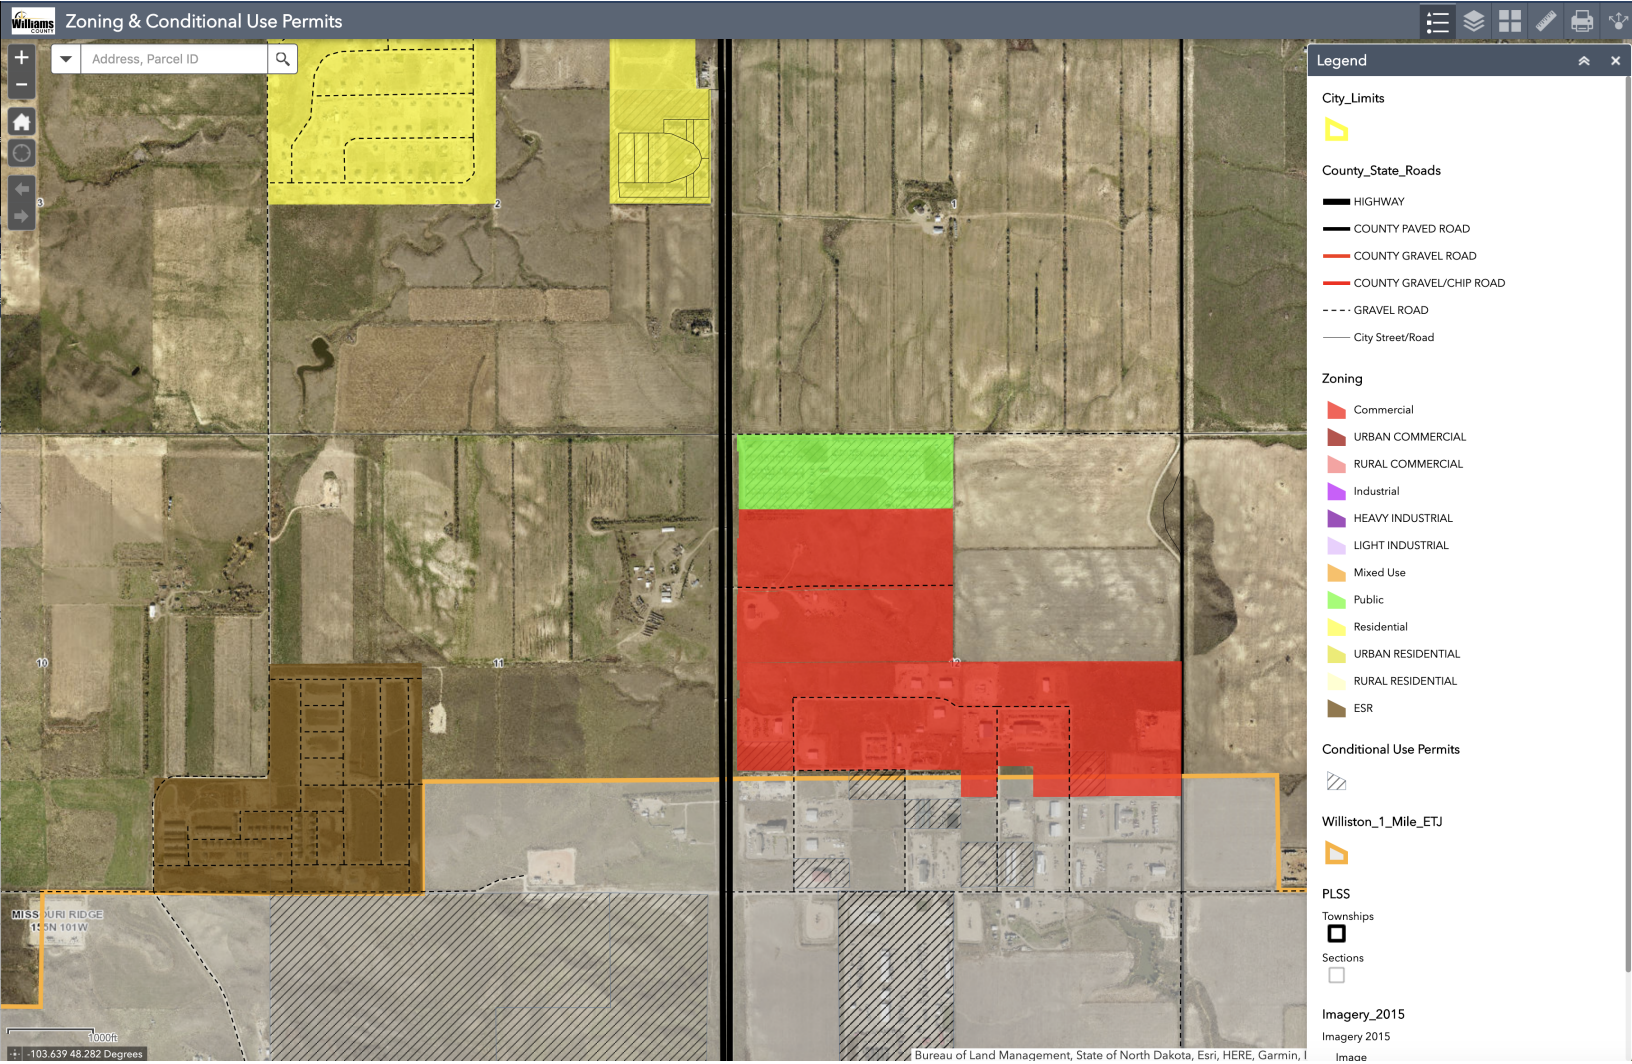 Williams
COUNTY
Zoning & Conditional Use Permits
Address, Parcel ID
Legend
City_Limits
County_State_Roads
HIGHWAY
COUNTY PAVED ROAD
COUNTY GRAVEL ROAD
COUNTY GRAVEL/CHIP ROAD
GRAVEL ROAD
City Street/Road
Zoning
Commercial
URBAN COMMERCIAL
RURAL COMMERCIAL
Industrial
HEAVY INDUSTRIAL
LIGHT INDUSTRIAL
Mixed Use
Public
Residential
URBAN RESIDENTIAL
RURAL RESIDENTIAL
ESR
Conditional Use Permits
Williston_1_Mile_ETJ
PLSS
Townships
Sections
Imagery_2015
Imagery 2015
Image
3
2
1
10
11
12
MISSOURI RIDGE
155N 101W
1000ft
-103.639 48.282 Degrees
Bureau of Land Management, State of North Dakota, Esri, HERE, Garmin,